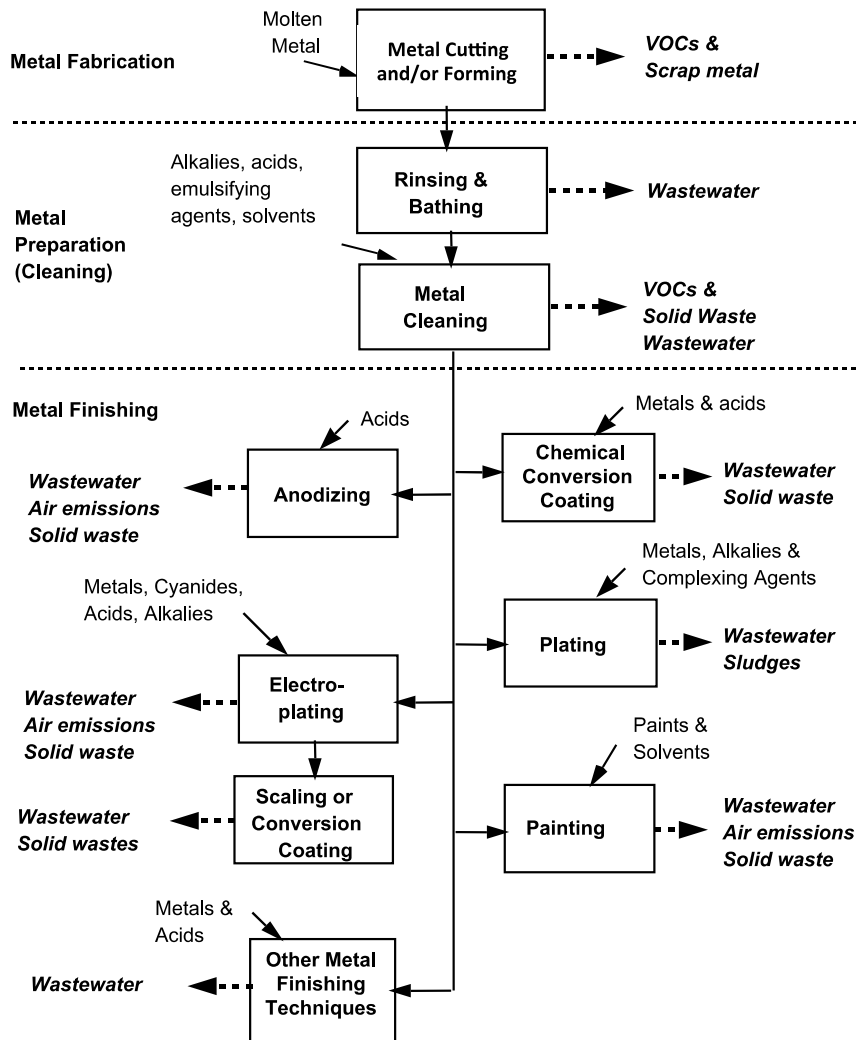 Molten
Metal
Metal Fabrication
Metal Cutting
and/or Forming
VOCs &
Scrap metal
Alkalies, acids,
emulsifying
agents, solvents
Rinsing &
Bathing
Wastewater
Metal
Preparation
(Cleaning)
Metal
Cleaning
VOCs &
Solid Waste
Wastewater
Metal Finishing
Acids
Metals & acids
Wastewater
Air emissions
Solid waste
Anodizing
Chemical
Conversion
Coating
Wastewater
Solid waste
Metals, Cyanides,
Acids, Alkalies
Metals, Alkalies &
Complexing Agents
Plating
Wastewater
Sludges
Wastewater
Air emissions
Solid waste
Electro-
plating
Paints &
Solvents
Wastewater
Solid wastes
Scaling or
Conversion
Coating
Painting
Wastewater
Air emissions
Solid waste
Metals &
Acids
Wastewater
Other Metal
Finishing
Techniques